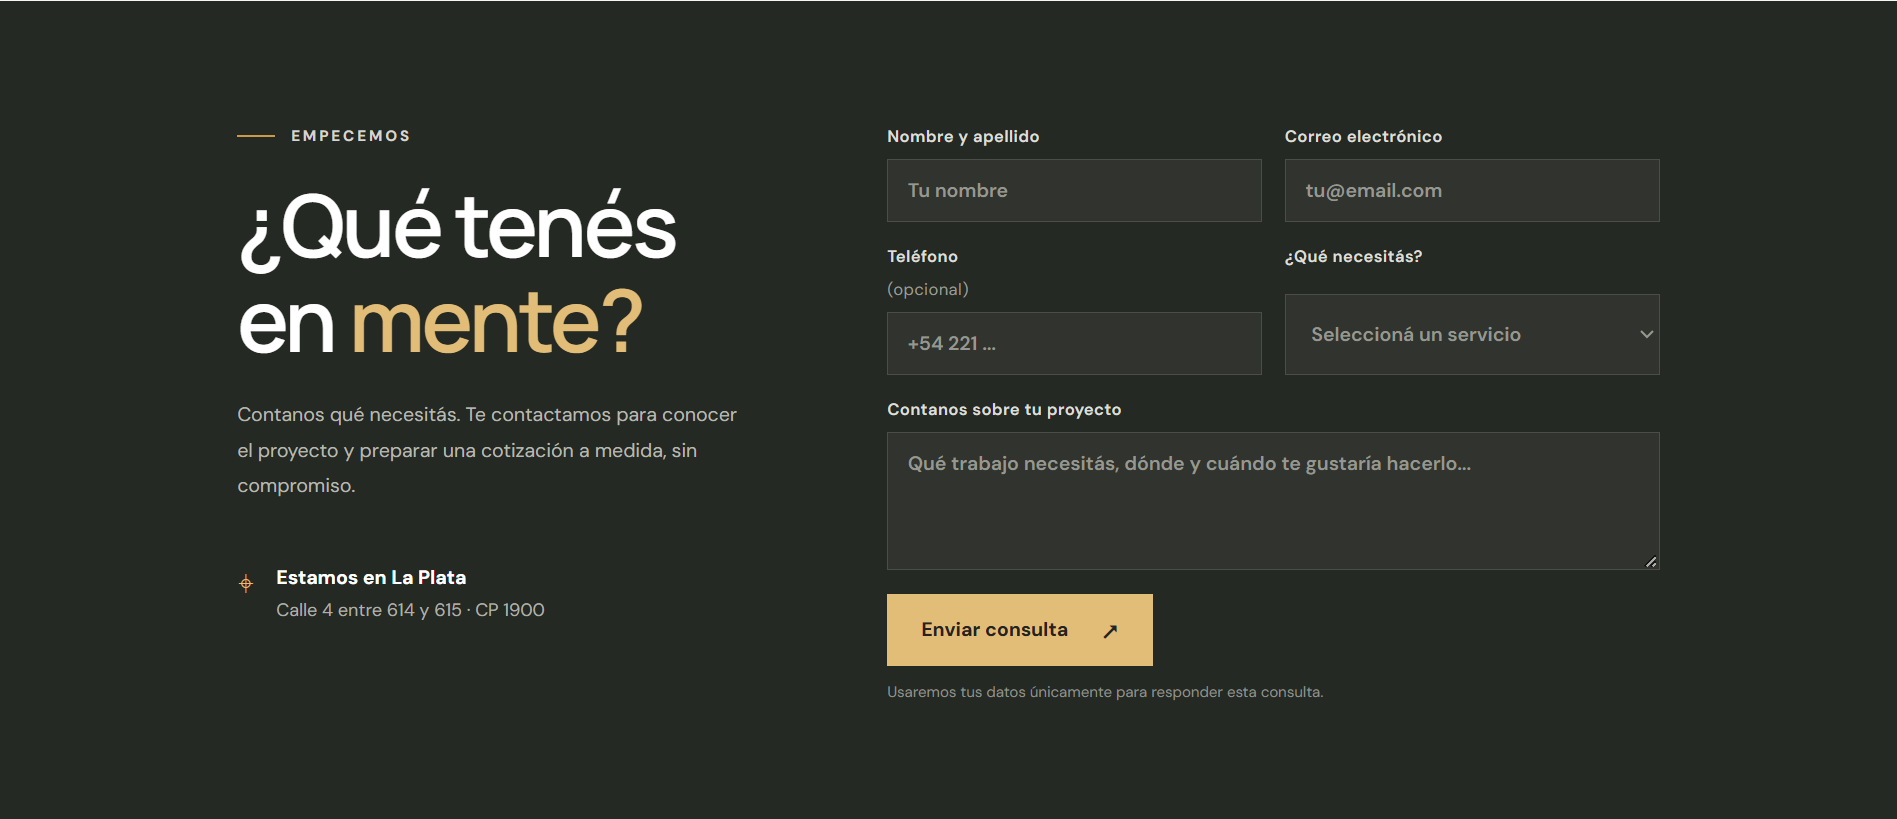 EMPECEMOS
¿Qué tenés
en mente?
Contanos qué necesitás. Te contactamos para conocer
el proyecto y preparar una cotización a medida, sin
compromiso.
Estamos en La Plata
Calle 4 entre 614 y 615 · CP 1900
Nombre y apellido
Tu nombre
Correo electrónico
tu@email.com
Teléfono
(opcional)
+54 221 ...
¿Qué necesitás?
Seleccioná un servicio
Contanos sobre tu proyecto
Qué trabajo necesitás, dónde y cuándo te gustaría hacerlo...
Enviar consulta ↗
Usaremos tus datos únicamente para responder esta consulta.